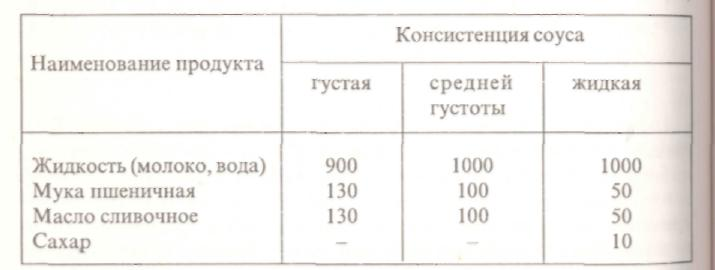 Наименование продукта
Консистенция соуса
густая
средней густоты
жидкая
Жидкость (молоко, вода) 900 1000 1000
Мука пшеничная 130 100 50
Масло сливочное 130 100 50
Сахар – – 10